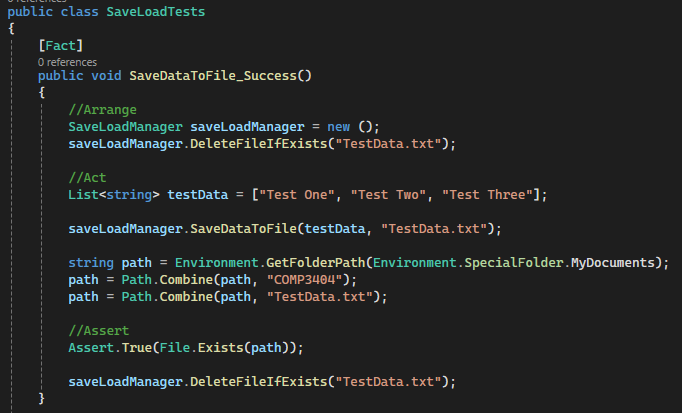 0 references
public class SaveLoadTests
{
[Fact]
0 references
public void SaveDataToFile_Success()
{
//Arrange
SaveLoadManager saveLoadManager = new ();
saveLoadManager.DeleteFileIfExists("TestData.txt");
//Act
List<string> testData = ["Test One", "Test Two", "Test Three"];
saveLoadManager.SaveDataToFile(testData, "TestData.txt");
string path = Environment.GetFolderPath(Environment.SpecialFolder.MyDocuments);
path = Path.Combine(path, "COMP3404");
path = Path.Combine(path, "TestData.txt");
//Assert
Assert.True(File.Exists(path));
saveLoadManager.DeleteFileIfExists("TestData.txt");
}